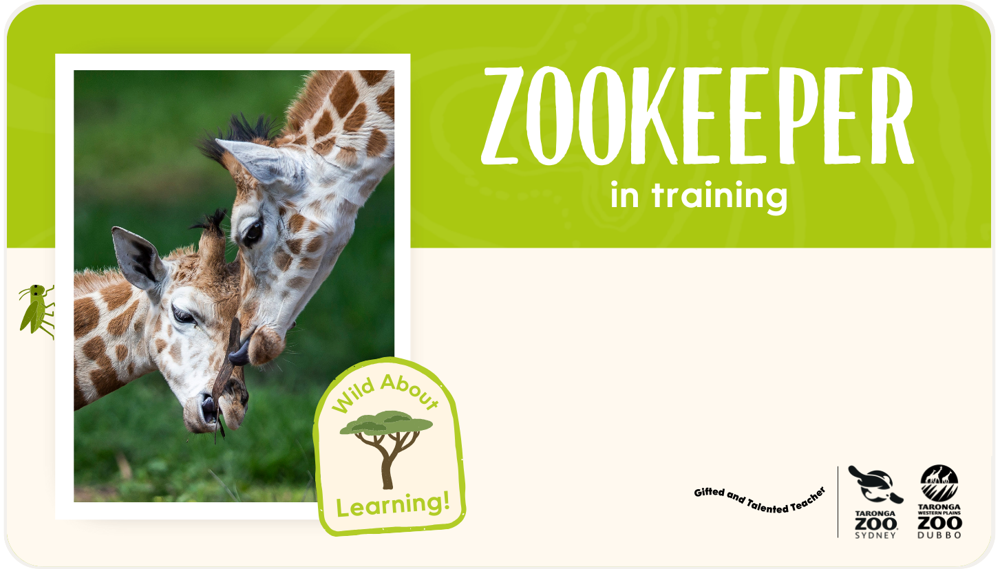 ZOOKEEPER
in training
Wild About
Learning!
Gifted and Talented Teacher
TARONGA
ZOO
SYDNEY
TARONGA
WESTERN PLAINS
ZOO
DUBBO